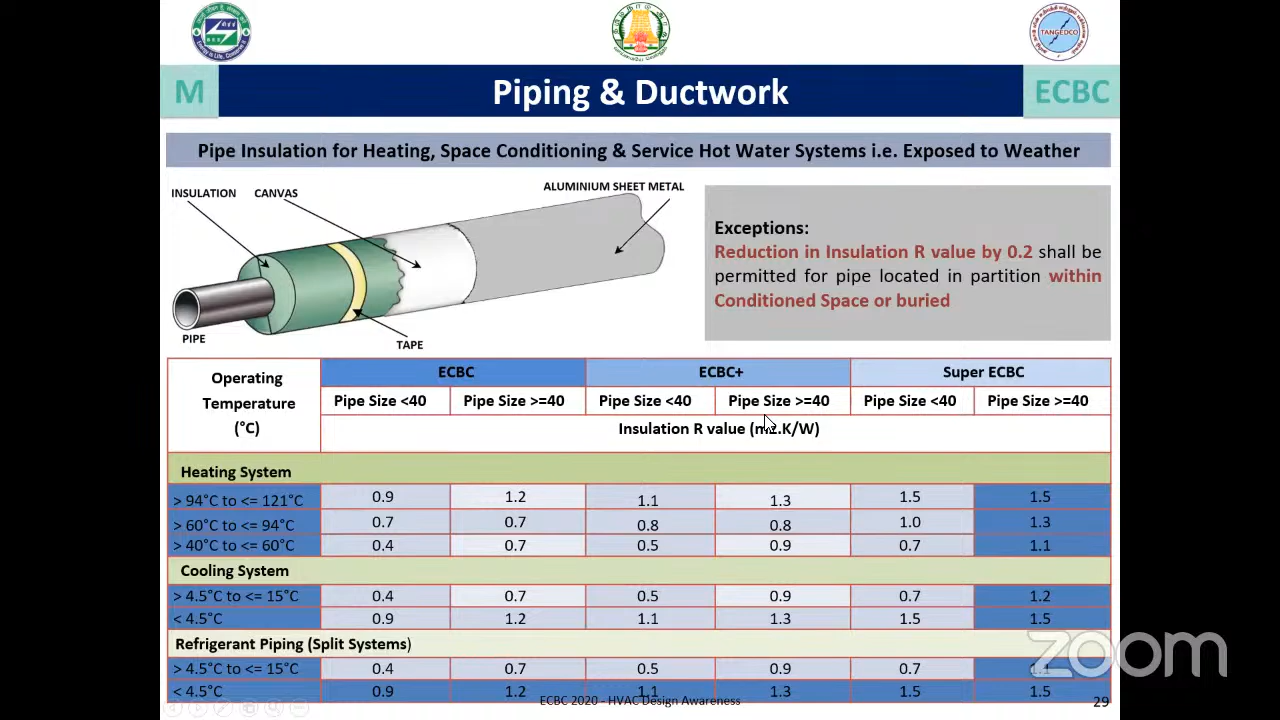 TANGEDCO
M
Piping & Ductwork
ECBC
Pipe Insulation for Heating, Space Conditioning & Service Hot Water Systems i.e. Exposed to Weather
INSULATION
CANVAS
ALUMINIUM SHEET METAL
PIPE
TAPE
Exceptions:
Reduction in Insulation R value by 0.2 shall be
permitted for pipe located in partition within
Conditioned Space or buried
Operating
Temperature
(°C)
ECBC ECBC+ Super ECBC
Pipe Size <40 Pipe Size >=40 Pipe Size <40 Pipe Size >=40 Pipe Size <40 Pipe Size >=40
Insulation R value (m2.K/W)
Heating System
> 94°C to <= 121°C 0.9 1.2 1.1 1.3 1.5 1.5
> 60°C to <= 94°C 0.7 0.7 0.8 0.8 1.0 1.3
> 40°C to <= 60°C 0.4 0.7 0.5 0.9 0.7 1.1
Cooling System
> 4.5°C to <= 15°C 0.4 0.7 0.5 0.9 0.7 1.2
< 4.5°C 0.9 1.2 1.1 1.3 1.5 1.5
Refrigerant Piping (Split Systems)
> 4.5°C to <= 15°C 0.4 0.7 0.5 0.9 0.7 1.1
< 4.5°C 0.9 1.2 1.1 1.3 1.5 1.5
ECBC 2020 - HVAC Design Awareness
29
zoom